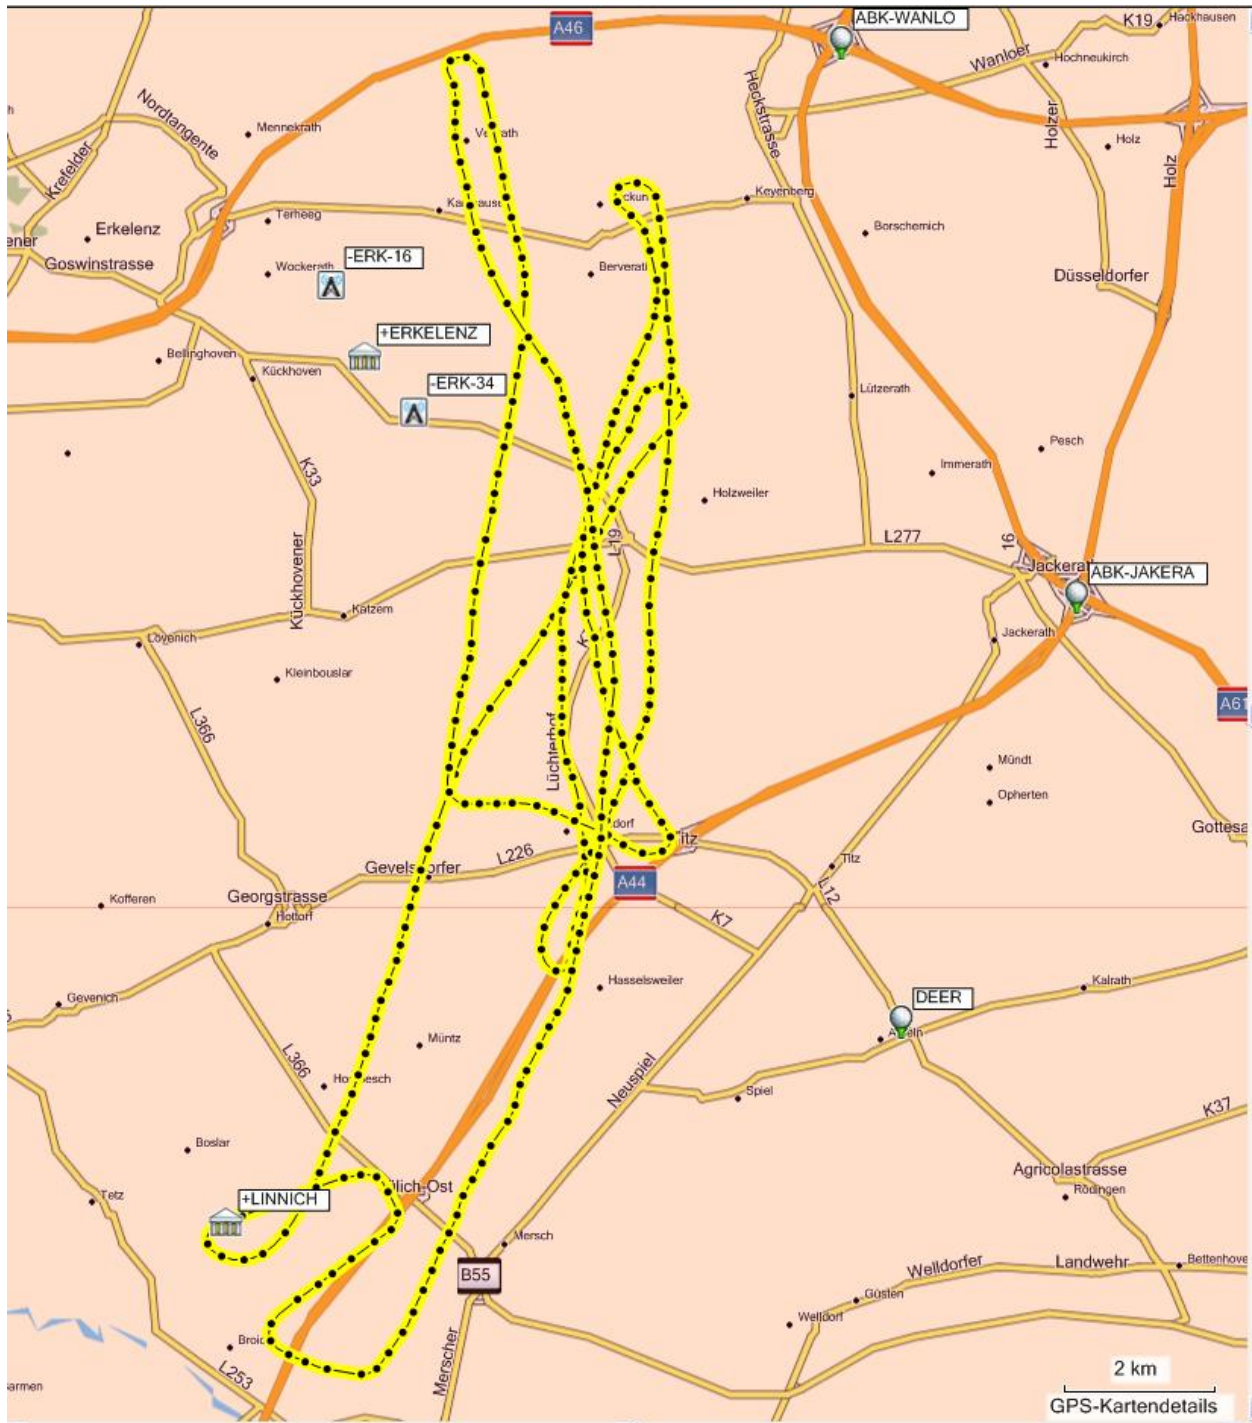 A46
ABK-WANLO
K19
Hackhausen
Wanloer
Hochneukirch
Heckstrasse
Nordtangente
Mennekrath
Holzer
Holz
Holz
Krefelder
Keyenberg
Terheeg
Borschemich
Erkelenz
Goswinstrasse
-ERK-16
Wockerath
Düsseldorfer
+ERKELENZ
Bellinghoven
Kückhoven
-ERK-34
Lützerath
Pesch
Immerath
K33
Holzweiler
L19
L277
16
ABK-JAKERA
Kückhovener
Katzem
Lövenich
Jackerath
Kleinbouslar
A61
L366
Lüchterhof
Mündt
Opherten
dorf
L226
Titz
A44
L12
Kofferen
Georgstrasse
Hottorf
K7
Hasselsweiler
Gevenich
Kalrath
DEER
Müntz
L366
Neuspiel
Spiel
K37
Boslar
Agricolastrasse
Rödingen
Tetz
+LINNICH
Mersch
B55
Welldorfer
Landwehr
Güsten
Welldorf
L253
Merscher
2 km
GPS-Kartendetails